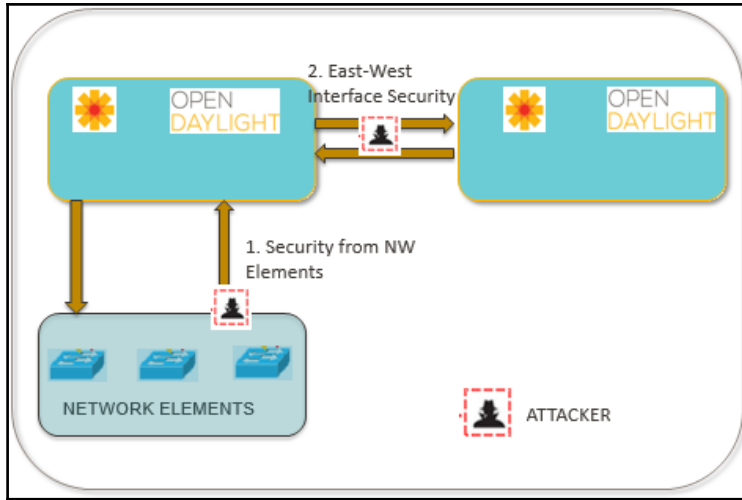 2. East-West
Interface Security
OPEN
DAYLIGHT
OPEN
DAYLIGHT
1. Security from NW
Elements
NETWORK ELEMENTS
ATTACKER